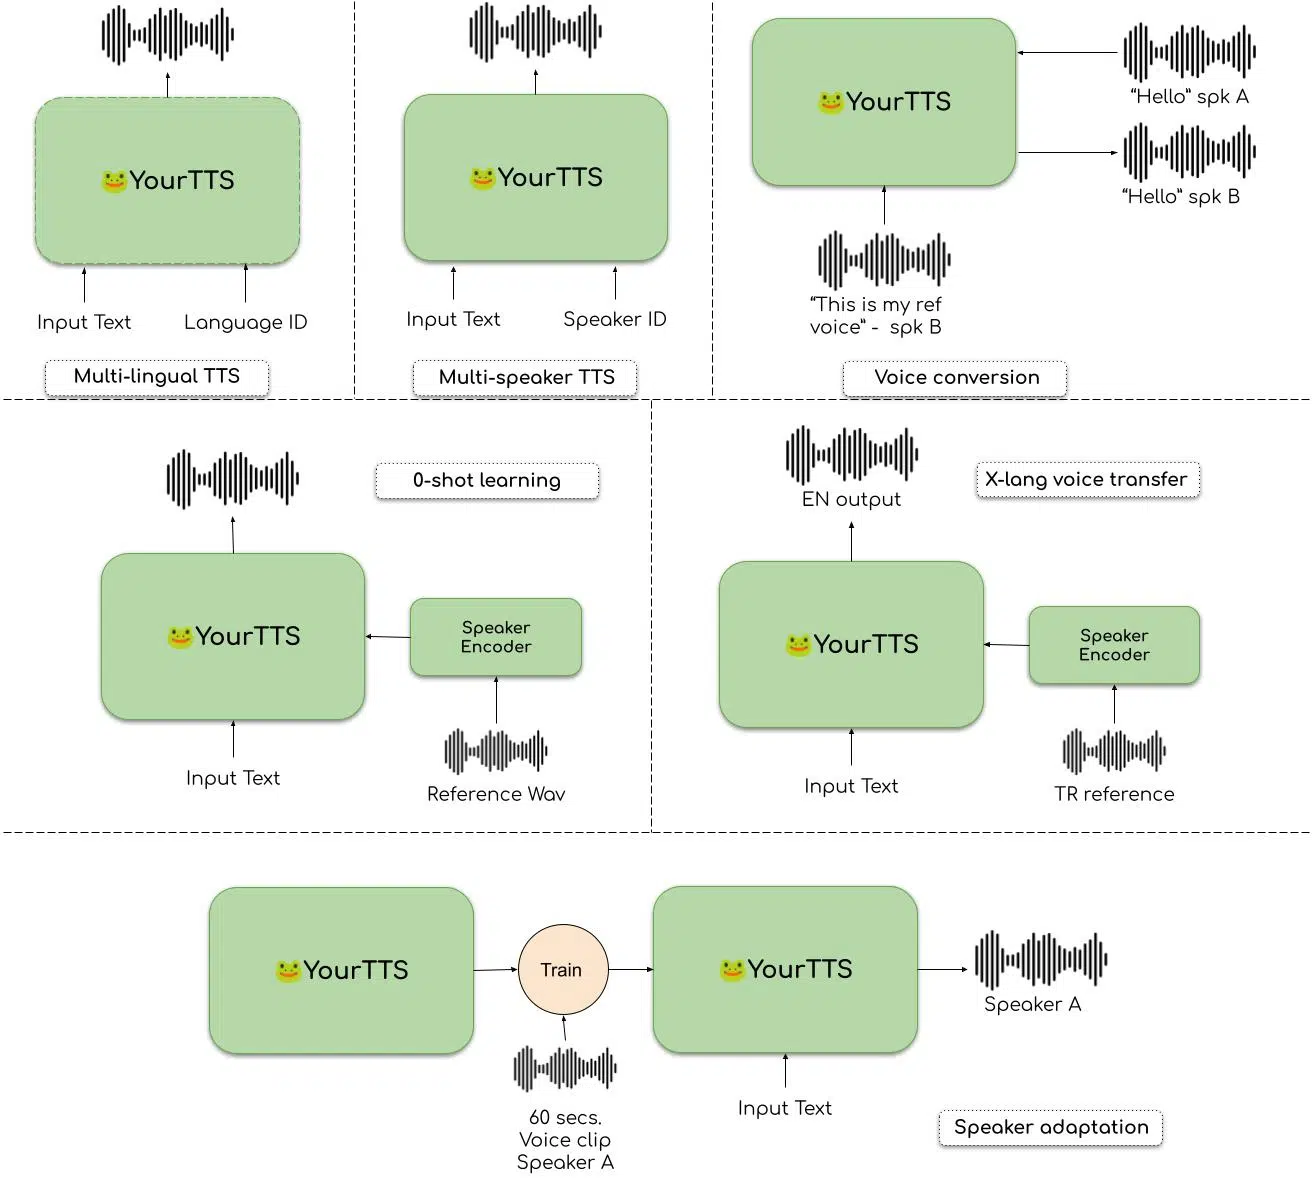 YourTTS
Input Text
Language ID
Multi-lingual TTS
YourTTS
Input Text
Speaker ID
Multi-speaker TTS
YourTTS
“Hello” spk A
“Hello” spk B
“This is my ref
voice” - spk B
Voice conversion
0-shot learning
YourTTS
Speaker
Encoder
Input Text
Reference Wav
EN output
X-lang voice transfer
YourTTS
Speaker
Encoder
Input Text
TR reference
YourTTS
Train
60 secs.
Voice clip
Speaker A
YourTTS
Input Text
Speaker A
Speaker adaptation